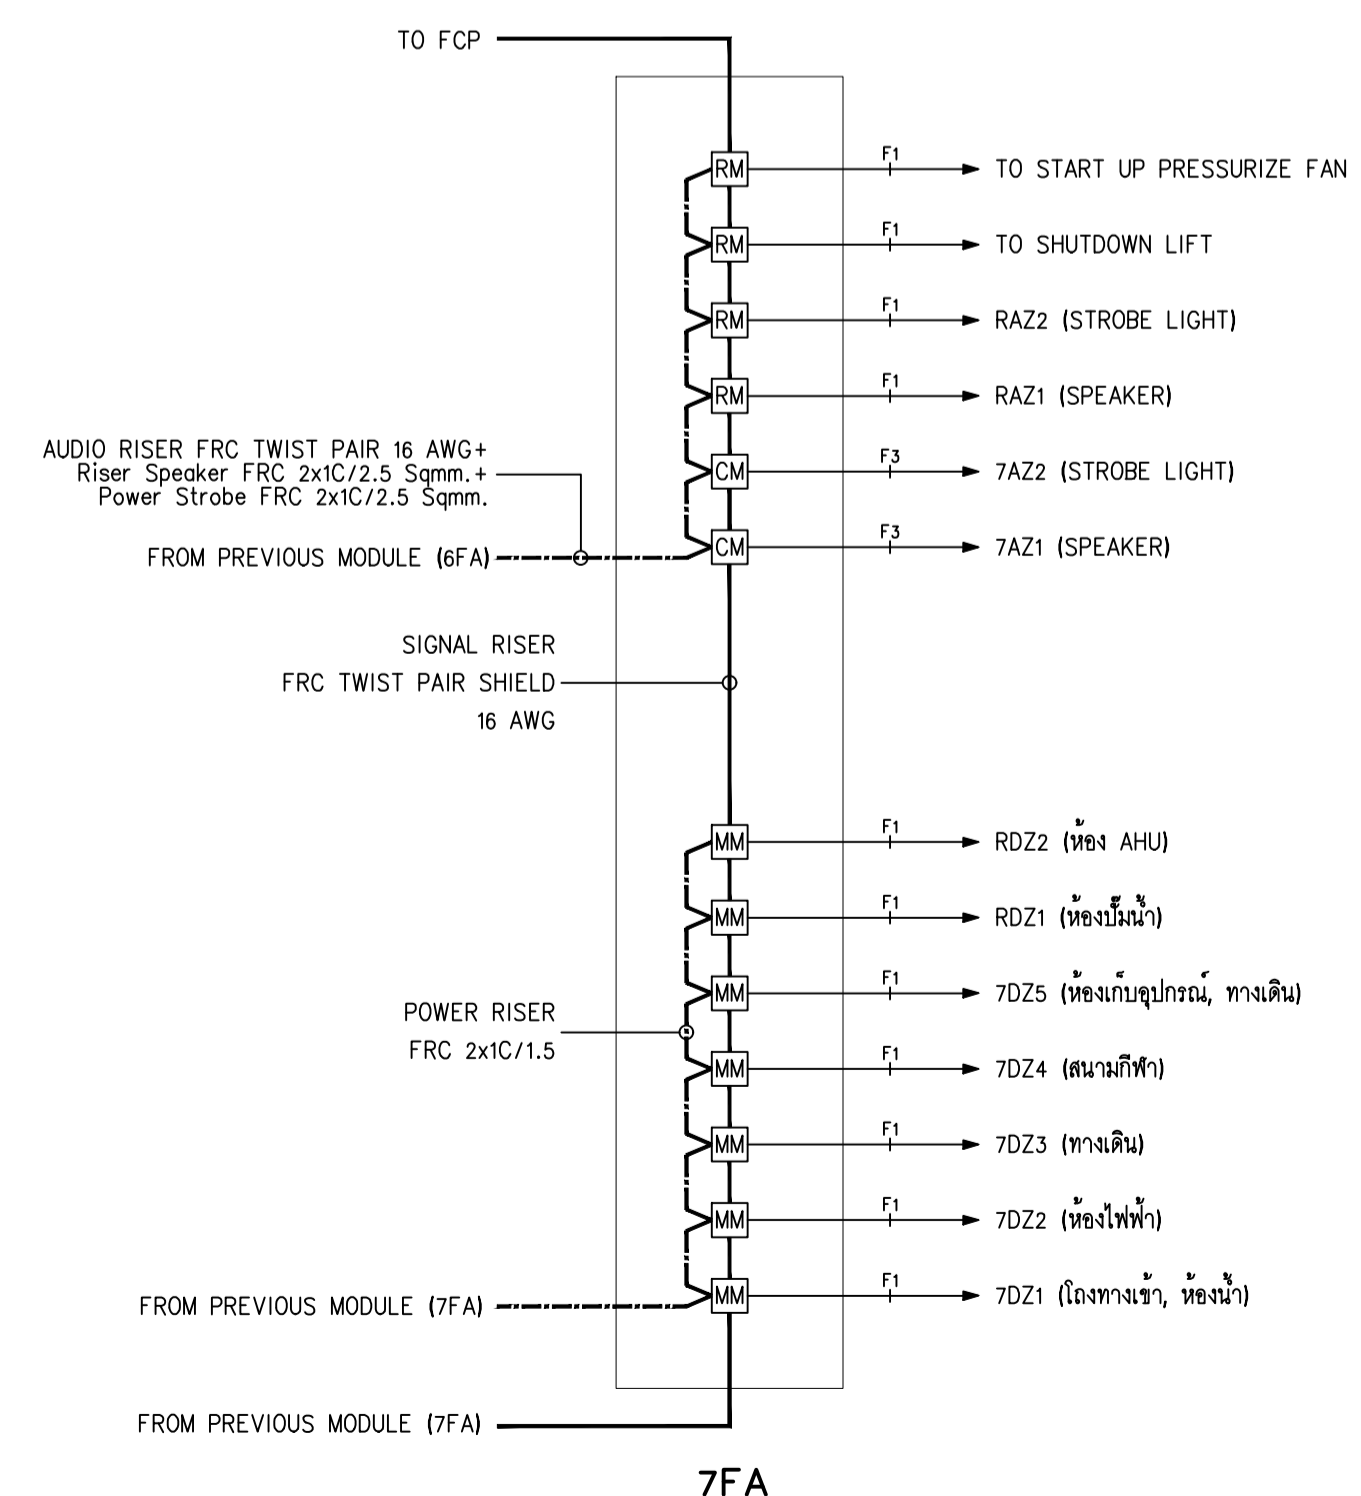 TO FCP
RM
F1
TO START UP PRESSURIZE FAN
RM
F1
TO SHUTDOWN LIFT
RM
F1
RAZ2 (STROBE LIGHT)
RM
F1
RAZ1 (SPEAKER)
AUDIO RISER FRC TWIST PAIR 16 AWG+
Riser Speaker FRC 2x1C/2.5 Sqmm.+
Power Strobe FRC 2x1C/2.5 Sqmm.
CM
F3
7AZ2 (STROBE LIGHT)
FROM PREVIOUS MODULE (6FA)
CM
F3
7AZ1 (SPEAKER)
SIGNAL RISER
FRC TWIST PAIR SHIELD
16 AWG
MM
F1
RDZ2 (ห้อง AHU)
MM
F1
RDZ1 (ห้องปั๊มน้ำ)
MM
F1
7DZ5 (ห้องเก็บอุปกรณ์, ทางเดิน)
POWER RISER
FRC 2x1C/1.5
MM
F1
7DZ4 (สนามกีฬา)
MM
F1
7DZ3 (ทางเดิน)
MM
F1
7DZ2 (ห้องไฟฟ้า)
MM
F1
7DZ1 (โถงทางเข้า, ห้องน้ำ)
FROM PREVIOUS MODULE (7FA)
FROM PREVIOUS MODULE (7FA)
7FA